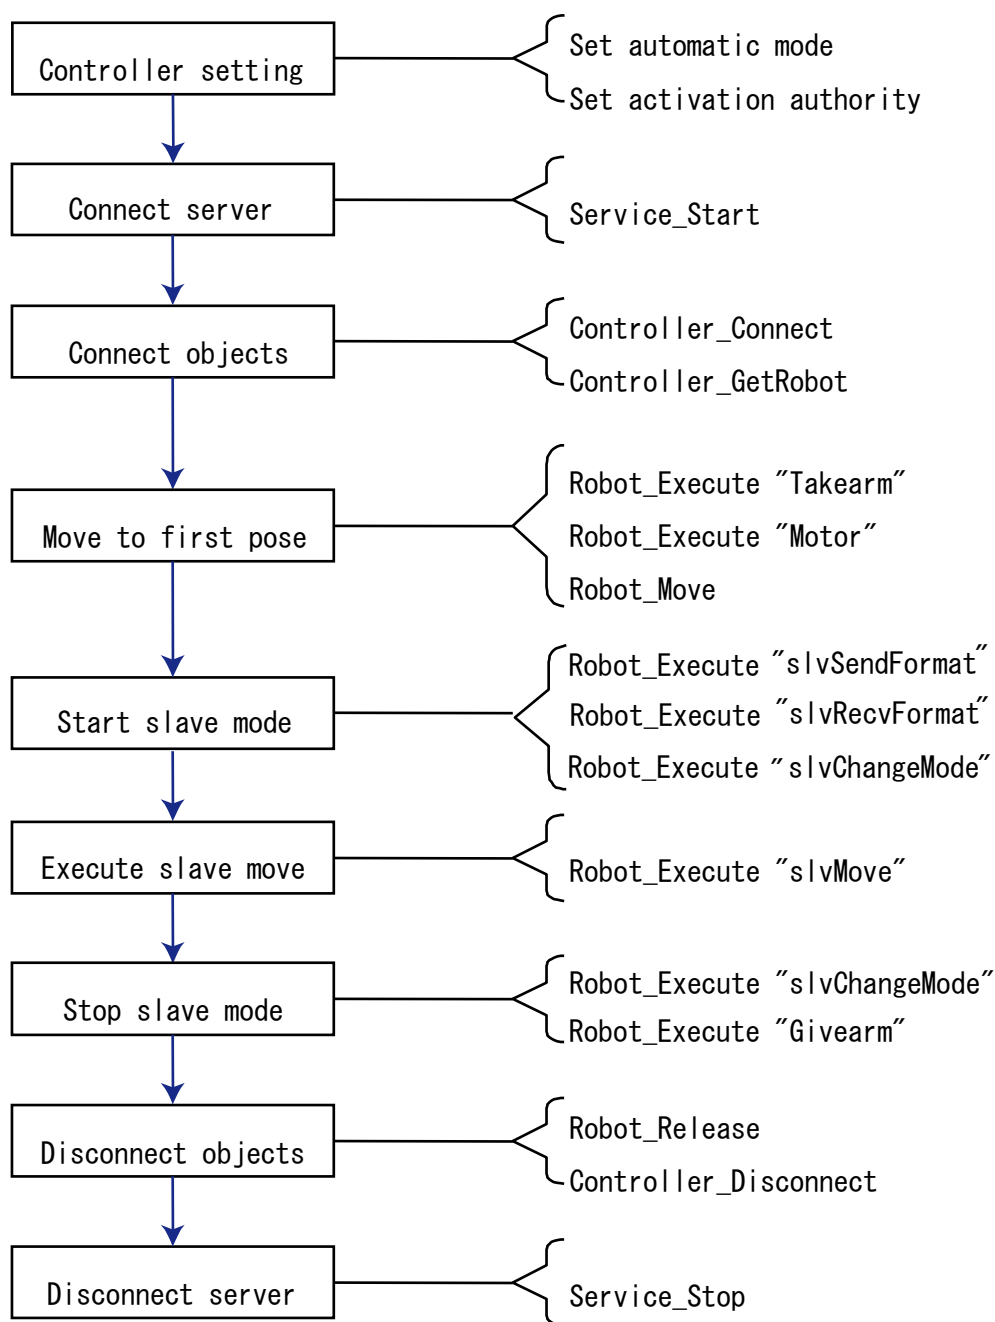 Controller setting
Set automatic mode
Set activation authority
Connect server
Service_Start
Connect objects
Controller_Connect
Controller_GetRobot
Move to first pose
Robot_Execute ″Takearm″
Robot_Execute ″Motor″
Robot_Move
Start slave mode
Robot_Execute ″slvSendFormat″
Robot_Execute ″slvRecvFormat″
Robot_Execute ″slvChangeMode″
Execute slave move
Robot_Execute ″slvMove″
Stop slave mode
Robot_Execute ″slvChangeMode″
Robot_Execute ″Givearm″
Disconnect objects
Robot_Release
Controller_Disconnect
Disconnect server
Service_Stop